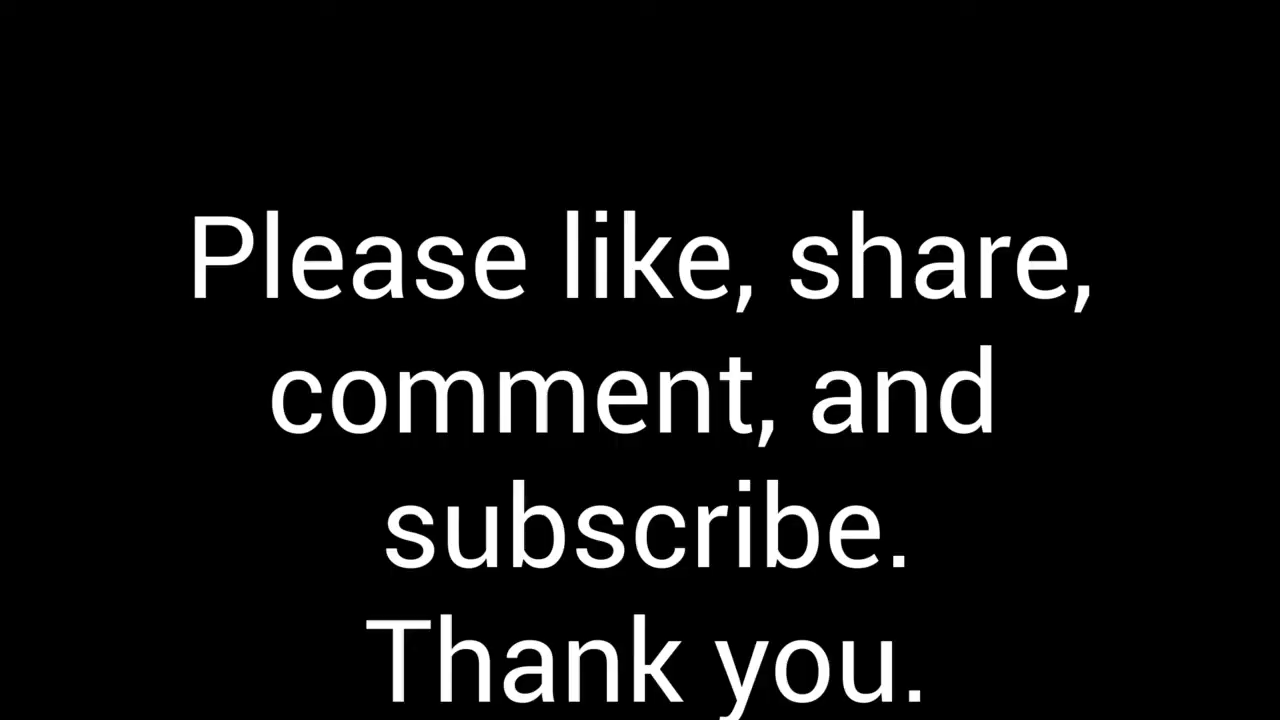 Please like, share,
comment, and
subscribe.
Thank you.